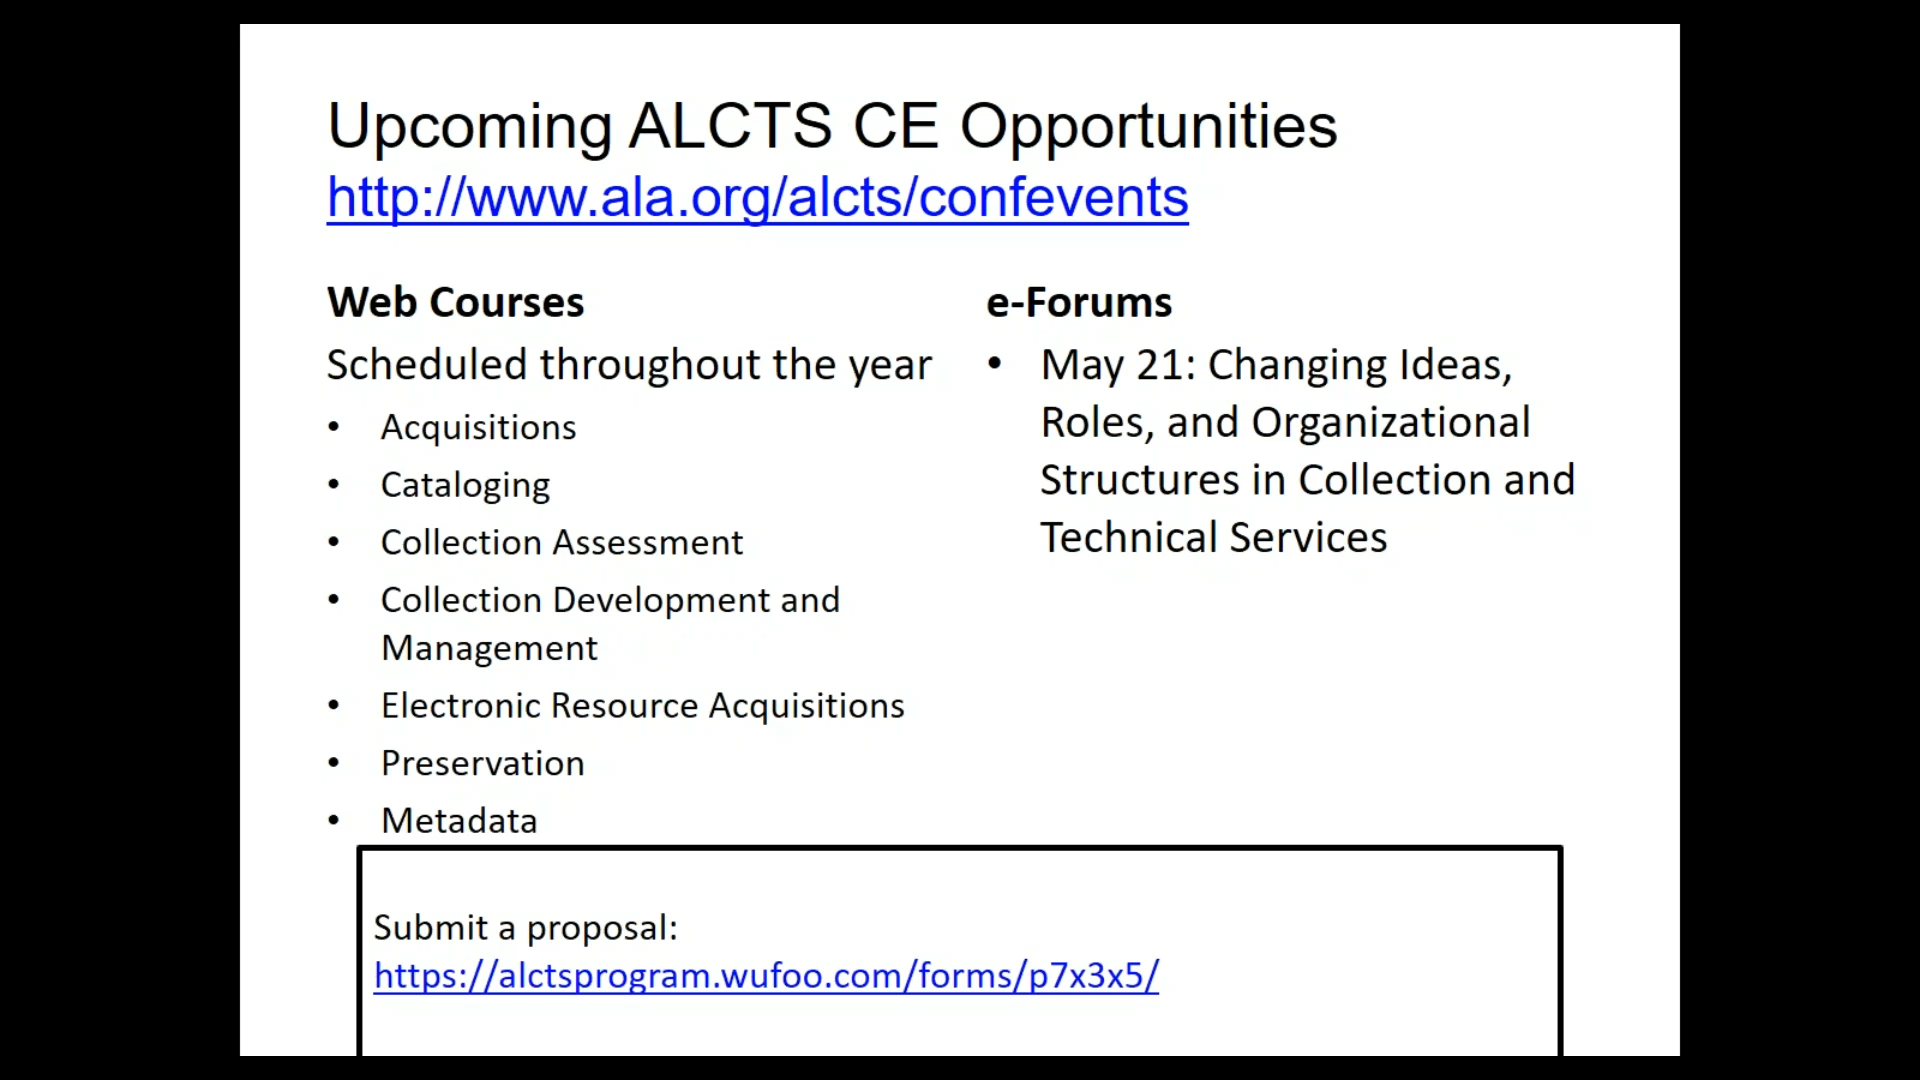 Upcoming ALCTS CE Opportunities
http://www.ala.org/alcts/confevents
Web Courses
Scheduled throughout the year
• Acquisitions
• Cataloging
• Collection Assessment
• Collection Development and
Management
• Electronic Resource Acquisitions
• Preservation
• Metadata
e-Forums
• May 21: Changing Ideas,
Roles, and Organizational
Structures in Collection and
Technical Services
Submit a proposal:
https://alctsprogram.wufoo.com/forms/p7x3x5/